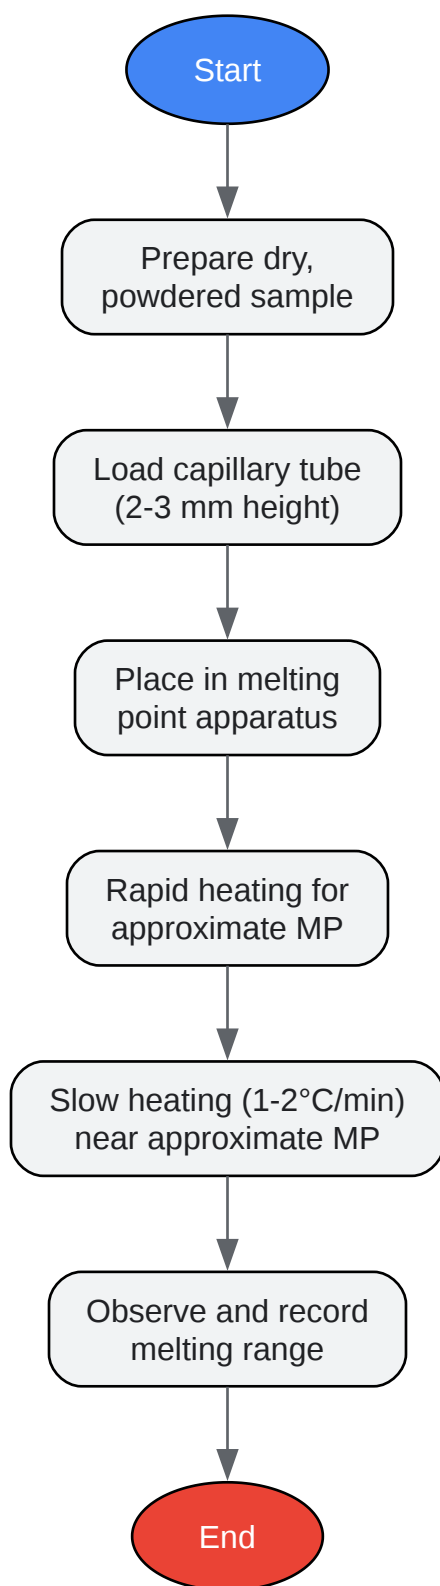 Start
Prepare dry,
powdered sample
Load capillary tube
(2-3 mm height)
Place in melting
point apparatus
Rapid heating for
approximate MP
Slow heating (1-2°C/min)
near approximate MP
Observe and record
melting range
End